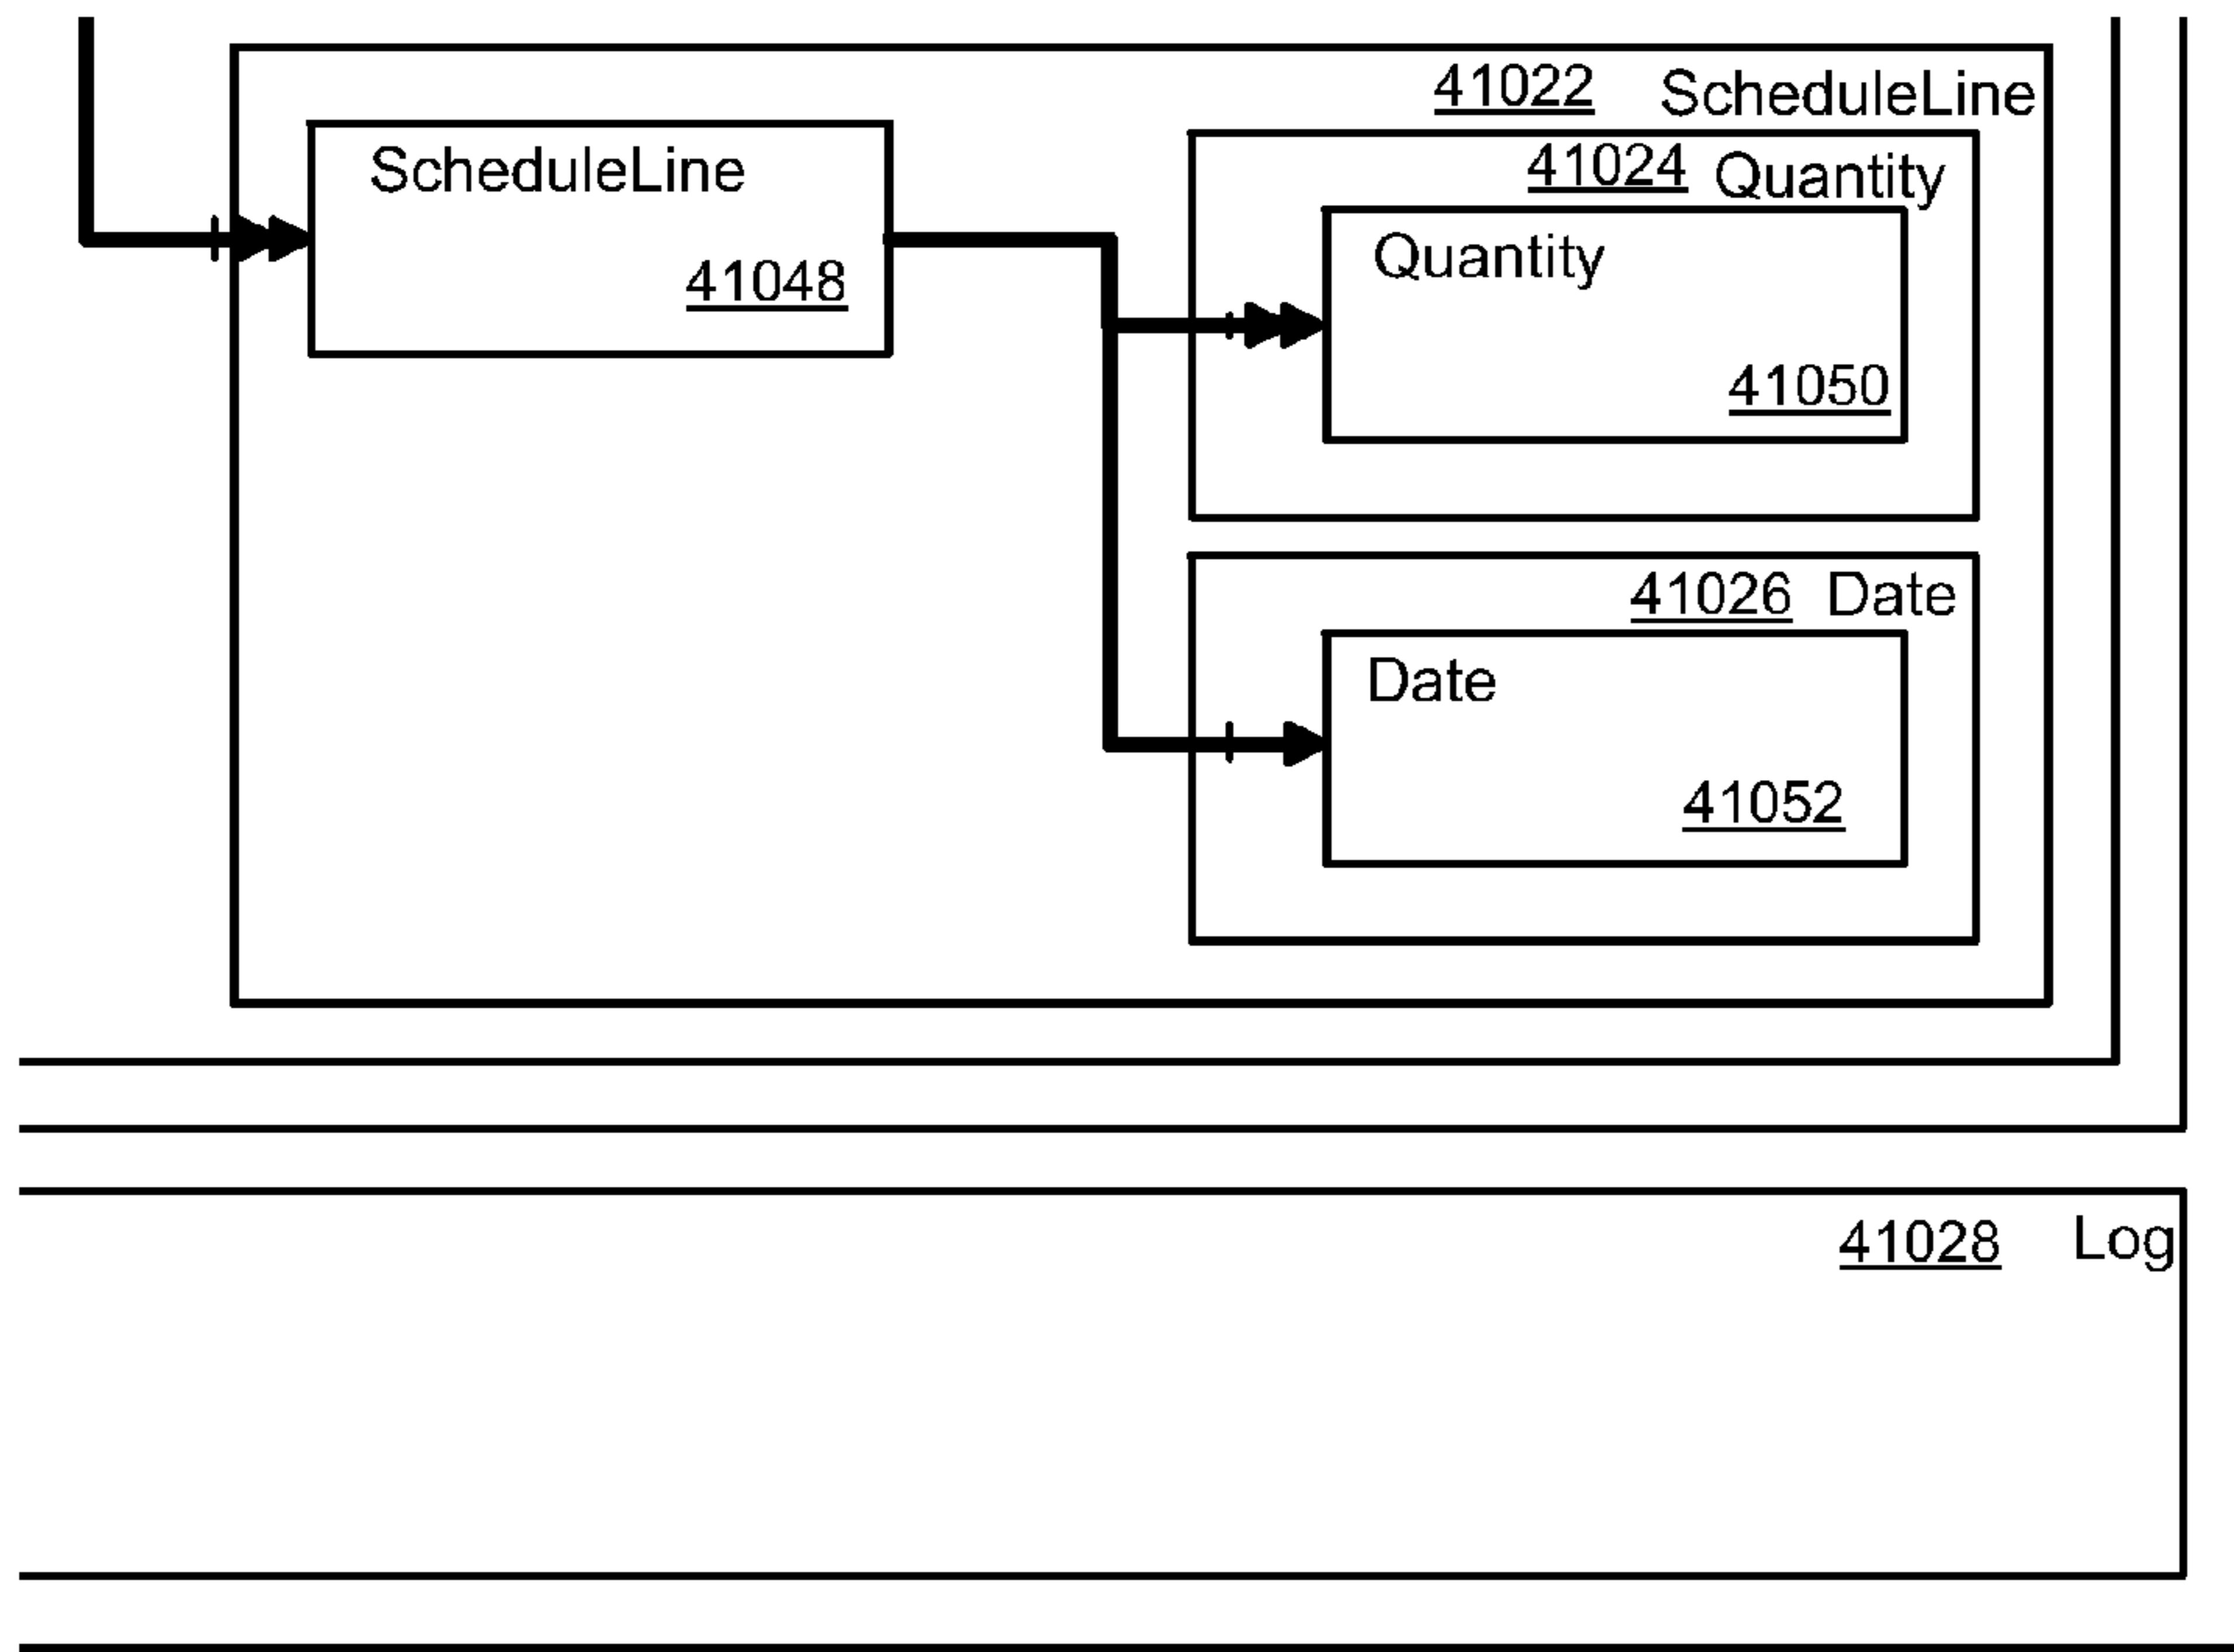 41022 ScheduleLine
ScheduleLine
41048
41024 Quantity
Quantity
41050
41026 Date
Date
41052
41028 Log